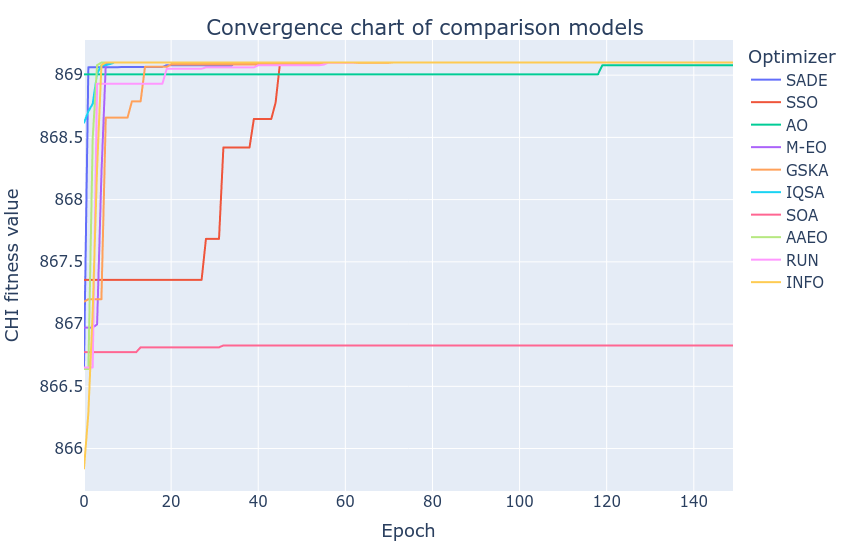 Convergence chart of comparison models
Optimizer
SADE
SSO
AO
M-EO
GSKA
IQSA
SOA
AAEO
RUN
INFO
CHI fitness value
869
868.5
868
867.5
867
866.5
866
0 20 40 60 80 100 120 140
Epoch